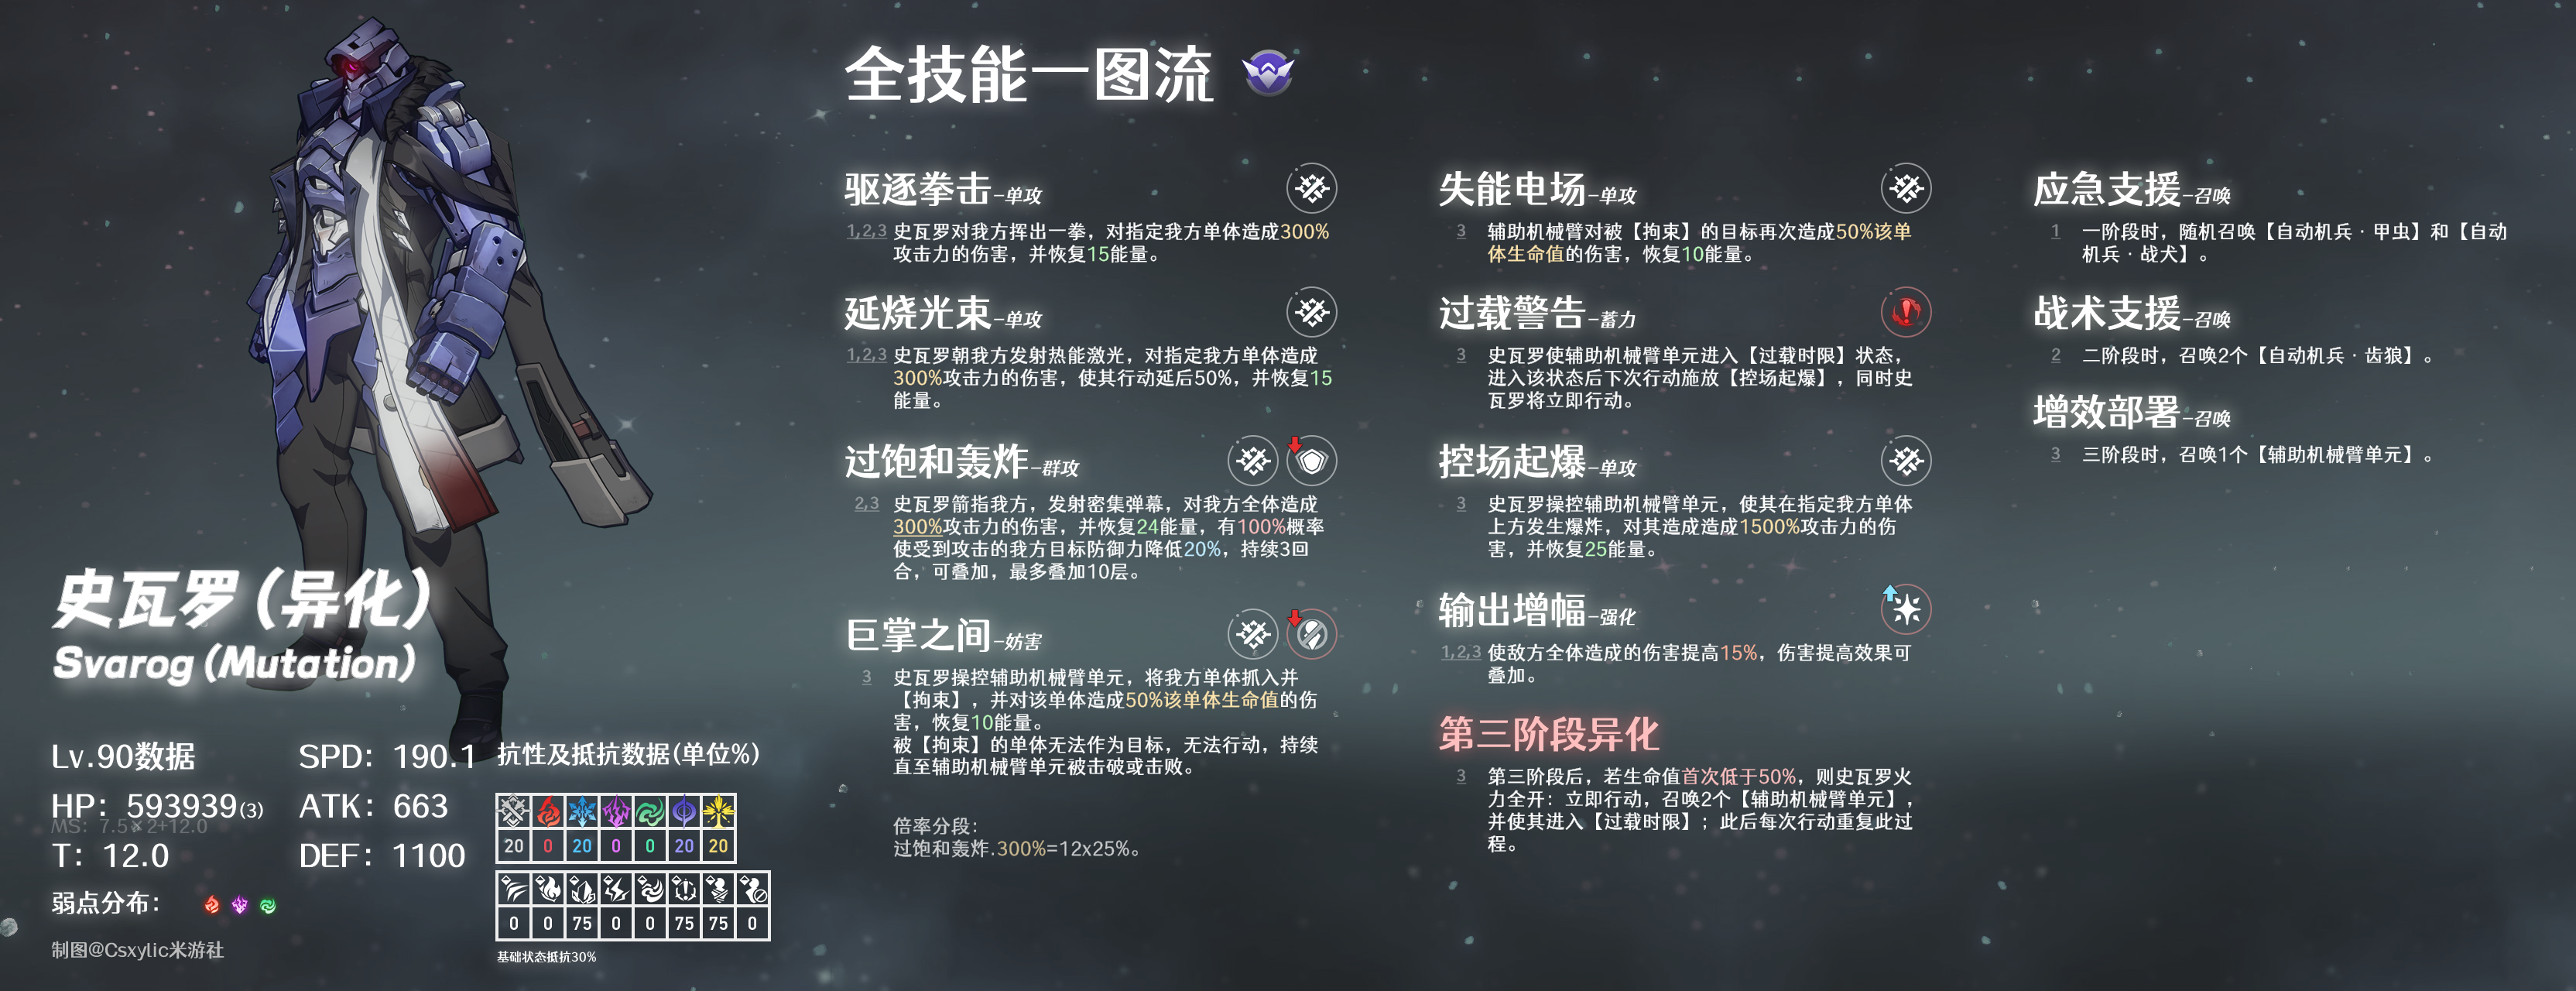 全技能一图流
驱逐拳击-单攻
1,2,3 史瓦罗对我方挥出一拳，对指定我方单体造成300%
攻击力的伤害，并恢复15能量。
延烧光束-单攻
1,2,3 史瓦罗朝我方发射热能激光，对指定我方单体造成
300%攻击力的伤害，使其行动延后50%，并恢复15
能量。
过饱和轰炸-群攻
2,3 史瓦罗箭指我方，发射密集弹幕，对我方全体造成
300%攻击力的伤害，并恢复24能量，有100%概率
使受到攻击的我方目标防御力降低20%，持续3回
合，可叠加，最多叠加10层。
巨掌之间-妨害
3 史瓦罗操控辅助机械臂单元，将我方单体抓入并
【拘束】，并对该单体造成50%该单体生命值的伤
害，恢复10能量。
被【拘束】的单体无法作为目标，无法行动，持续
直至辅助机械臂单元被击破或击败。
倍率分段：
过饱和轰炸.300%=12x25%。
失能电场-单攻
3 辅助机械臂对被【拘束】的目标再次造成50%该单
体生命值的伤害，恢复10能量。
过载警告-蓄力
3 史瓦罗使辅助机械臂单元进入【过载时限】状态，
进入该状态后下次行动施放【控场起爆】，同时史
瓦罗将立即行动。
控场起爆-单攻
3 史瓦罗操控辅助机械臂单元，使其在指定我方单体
上方发生爆炸，对其造成造成1500%攻击力的伤
害，并恢复25能量。
输出增幅-强化
1,2,3 使敌方全体造成的伤害提高15%，伤害提高效果可
叠加。
第三阶段异化
3 第三阶段后，若生命值首次低于50%，则史瓦罗火
力全开：立即行动，召唤2个【辅助机械臂单元】，
并使其进入【过载时限】；此后每次行动重复此过
程。
应急支援-召唤
1 一阶段时，随机召唤【自动机兵·甲虫】和【自动
机兵·战犬】。
战术支援-召唤
2 二阶段时，召唤2个【自动机兵·齿狼】。
增效部署-召唤
3 三阶段时，召唤1个【辅助机械臂单元】。
史瓦罗（异化）
Svarog (Mutation)
Lv.90数据 SPD：190.1
HP：593939(3) ATK：663
MS：7.5×2+12.0
T：12.0 DEF：1100
弱点分布：
制图@Csxylic米游社
抗性及抵抗数据(单位%)
20 0 20 0 0 20 20
0 0 75 0 0 75 75 0
基础状态抵抗30%